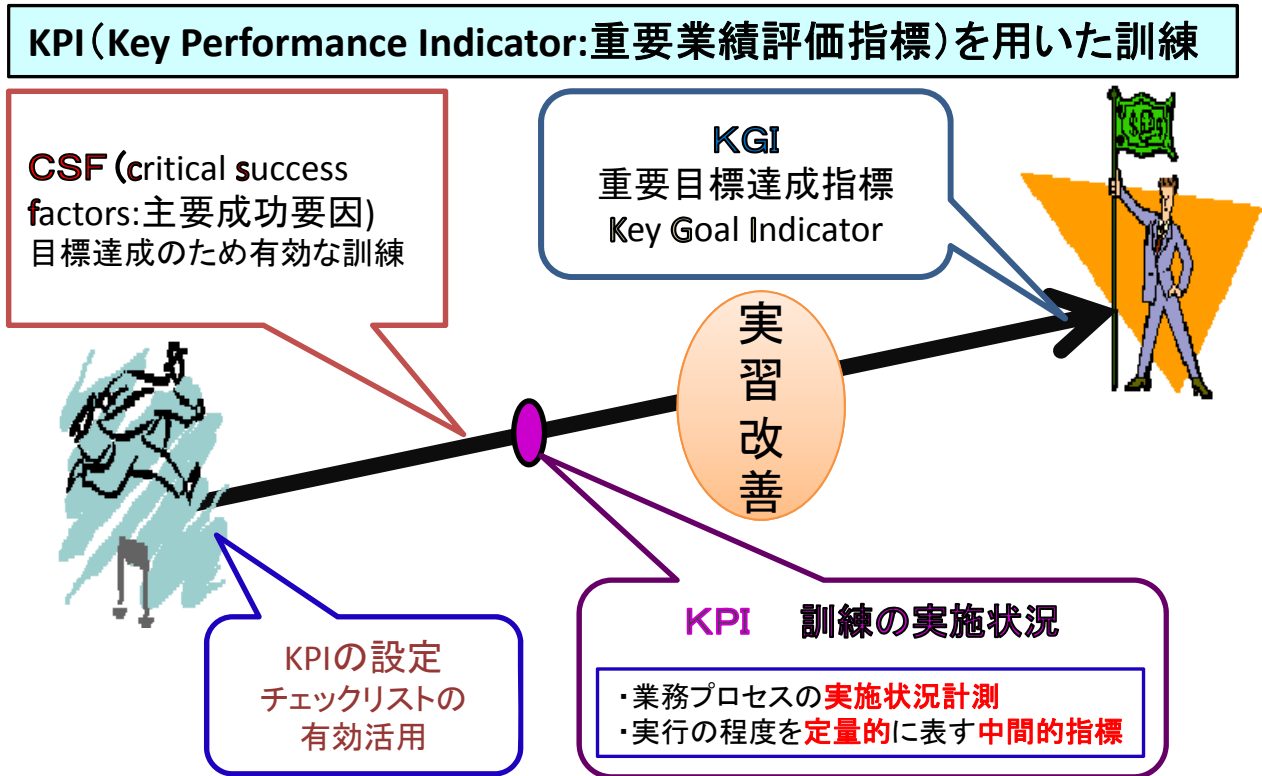 KPI（Key Performance Indicator:重要業績評価指標）を用いた訓練
CSF (critical success
factors:主要成功要因)
目標達成のため有効な訓練
KGI
重要目標達成指標
Key Goal Indicator
実
習
改
善
KPIの設定
チェックリストの
有効活用
KPI　訓練の実施状況
・業務プロセスの実施状況計測
・実行の程度を定量的に表す中間的指標